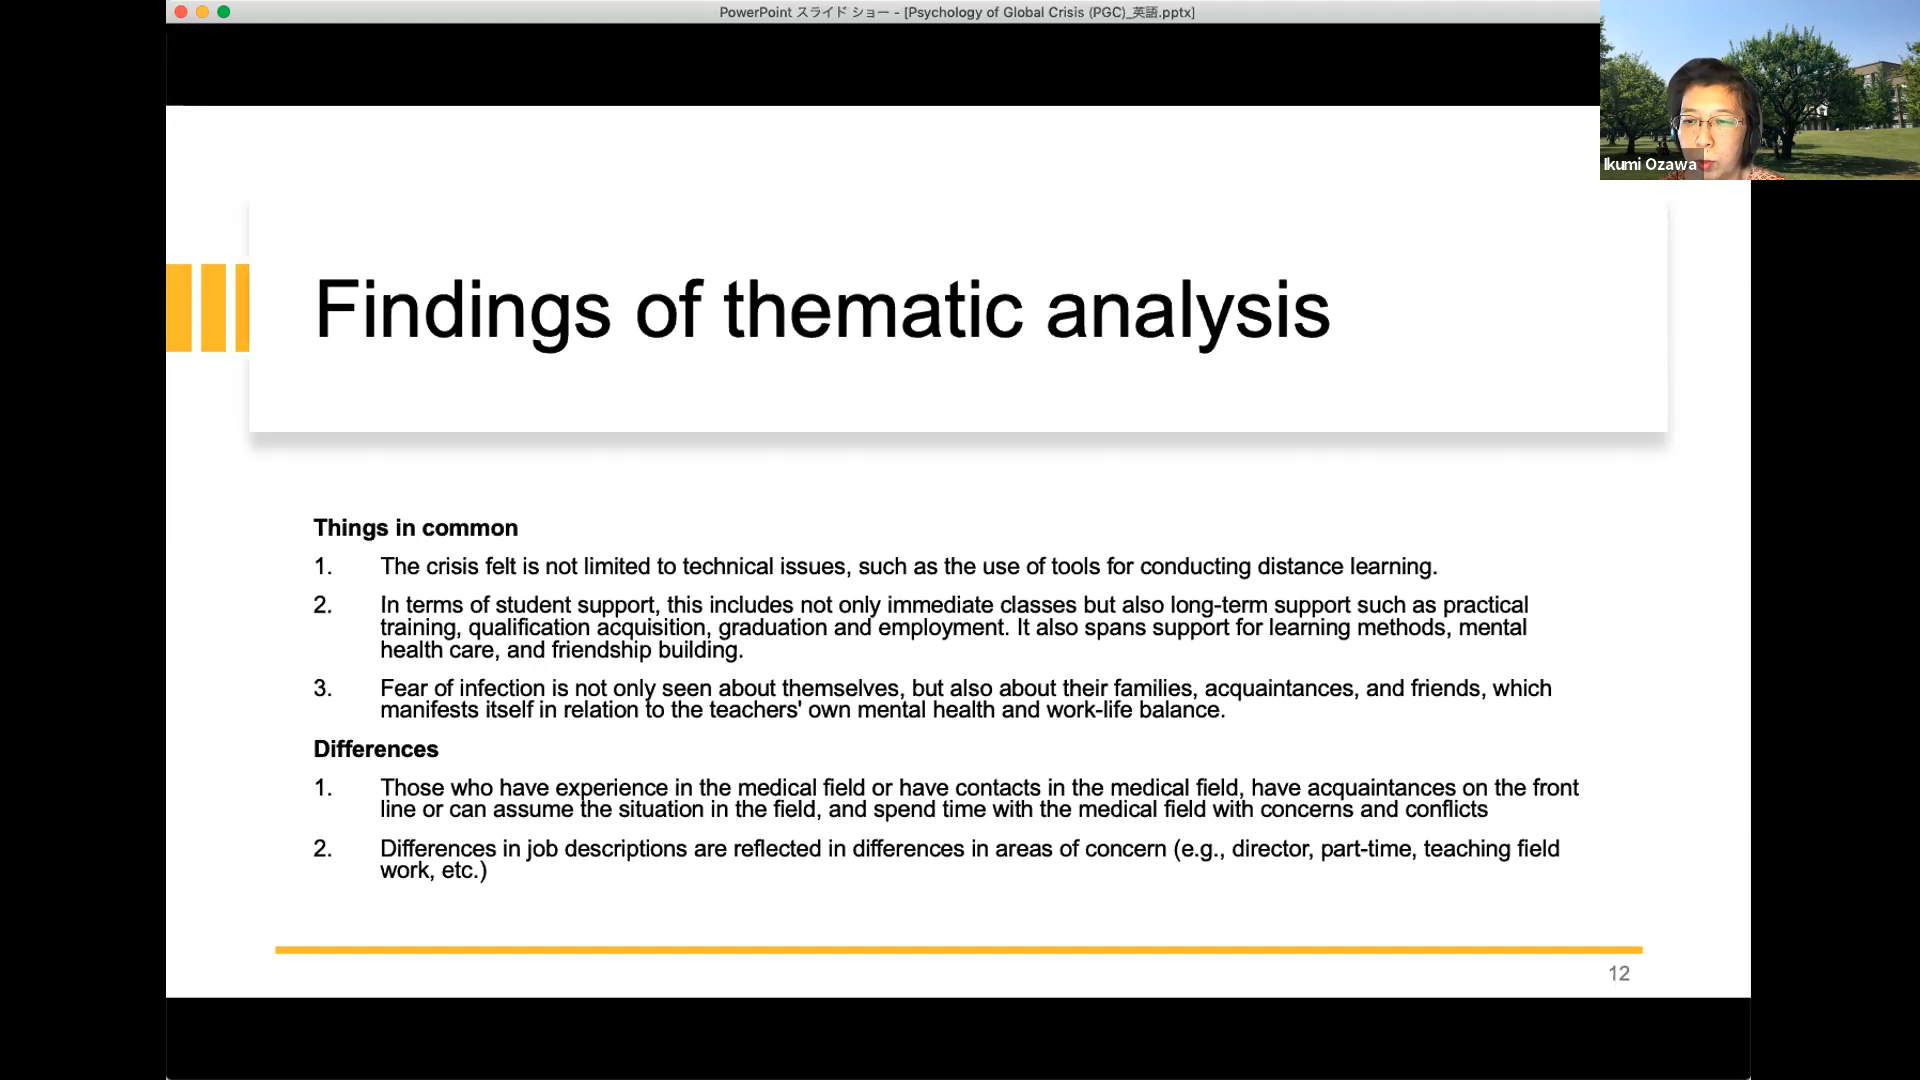 PowerPoint スライド ショー - [Psychology of Global Crisis (PGC)_英語.pptx]
Ikumi Ozawa
Findings of thematic analysis
Things in common
1. The crisis felt is not limited to technical issues, such as the use of tools for conducting distance learning.
2. In terms of student support, this includes not only immediate classes but also long-term support such as practical
training, qualification acquisition, graduation and employment. It also spans support for learning methods, mental
health care, and friendship building.
3. Fear of infection is not only seen about themselves, but also about their families, acquaintances, and friends, which
manifests itself in relation to the teachers' own mental health and work-life balance.
Differences
1. Those who have experience in the medical field or have contacts in the medical field, have acquaintances on the front
line or can assume the situation in the field, and spend time with the medical field with concerns and conflicts
2. Differences in job descriptions are reflected in differences in areas of concern (e.g., director, part-time, teaching field
work, etc.)
12